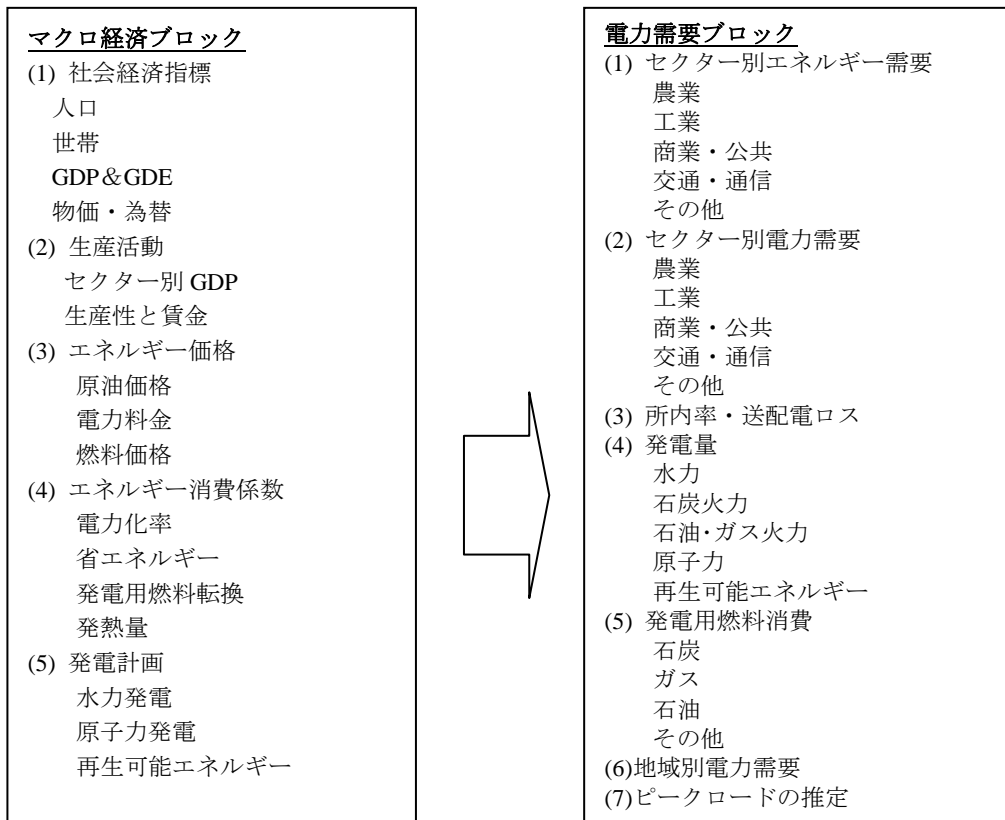 マクロ経済ブロック
(1) 社会経済指標
人口
世帯
GDP＆GDE
物価・為替
(2) 生産活動
セクター別 GDP
生産性と賃金
(3) エネルギー価格
原油価格
電力料金
燃料価格
(4) エネルギー消費係数
電力化率
省エネルギー
発電用燃料転換
発熱量
(5) 発電計画
水力発電
原子力発電
再生可能エネルギー
電力需要ブロック
(1) セクター別エネルギー需要
農業
工業
商業・公共
交通・通信
その他
(2) セクター別電力需要
農業
工業
商業・公共
交通・通信
その他
(3) 所内率・送配電ロス
(4) 発電量
水力
石炭火力
石油･ガス火力
原子力
再生可能エネルギー
(5) 発電用燃料消費
石炭
ガス
石油
その他
(6)地域別電力需要
(7)ピークロードの推定